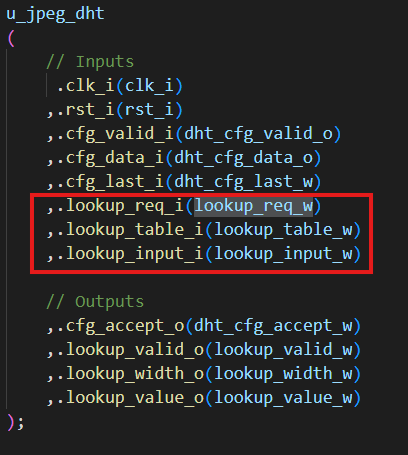 u_jpeg_dht
(
// Inputs
.clk_i(clk_i)
,.rst_i(rst_i)
,.cfg_valid_i(dht_cfg_valid_o)
,.cfg_data_i(dht_cfg_data_o)
,.cfg_last_i(dht_cfg_last_w)
,.lookup_req_i(lookup_req_w)
,.lookup_table_i(lookup_table_w)
,.lookup_input_i(lookup_input_w)
// Outputs
,.cfg_accept_o(dht_cfg_accept_w)
,.lookup_valid_o(lookup_valid_w)
,.lookup_width_o(lookup_width_w)
,.lookup_value_o(lookup_value_w)
);